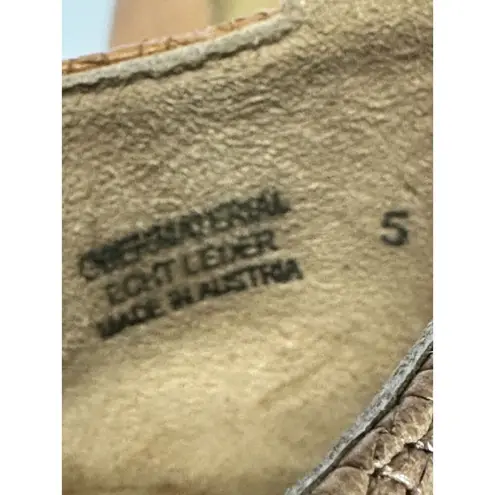 OBERMATERIAL 5
ECHT LEDER
MADE IN AUSTRIA